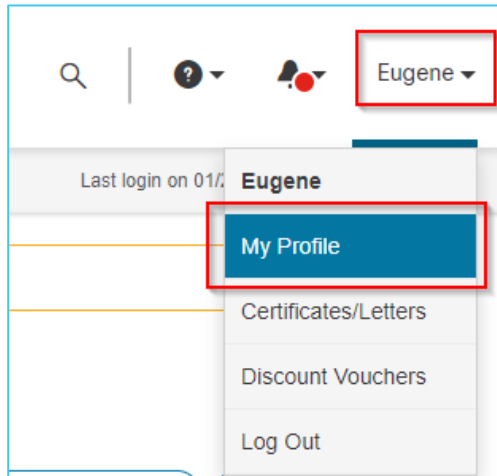 Eugene
Last login on 01/2
Eugene
My Profile
Certificates/Letters
Discount Vouchers
Log Out